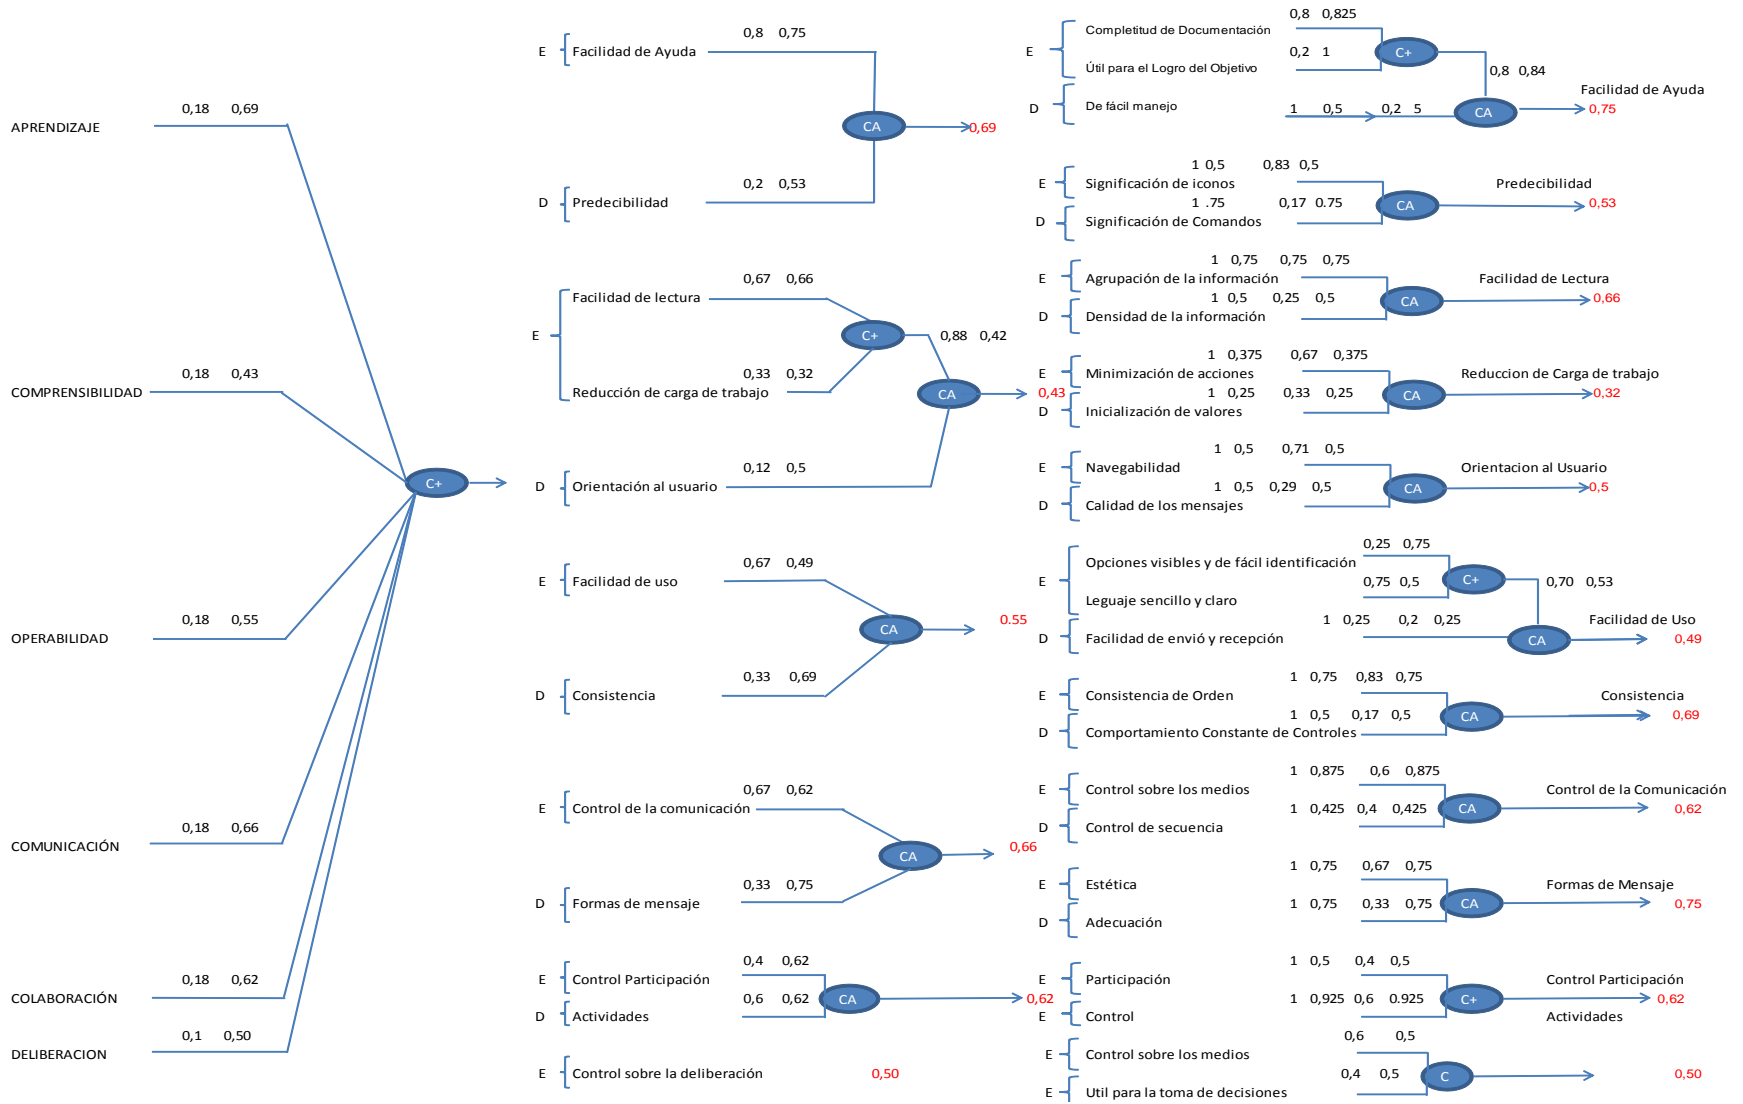 APRENDIZAJE
0,18 0,69
COMPRENSIBILIDAD
0,18 0,43
OPERABILIDAD
0,18 0,55
COMUNICACIÓN
0,18 0,66
COLABORACIÓN
0,18 0,62
DELIBERACION
0,1 0,50
C+
E Facilidad de Ayuda
0,8 0,75
CA
0,69
D Predecibilidad
0,2 0,53
E
Facilidad de lectura
0,67 0,66
C+
0,88 0,42
Reducción de carga de trabajo
0,33 0,32
CA
0,43
D Orientación al usuario
0,12 0,5
E Facilidad de uso
0,67 0,49
CA
0.55
D Consistencia
0,33 0,69
E Control de la comunicación
0,67 0,62
CA
0,66
D Formas de mensaje
0,33 0,75
E Control Participación
0,4 0,62
CA
0,62
D Actividades
0,6 0,62
E Control sobre la deliberación
0,50
E
Completitud de Documentación
0,8 0,825
C+
Útil para el Logro del Objetivo
0,2 1
0,8 0,84
D De fácil manejo
1 0,5 0,2 5
CA
Facilidad de Ayuda
0,75
1 0,5 0,83 0,5
E Significación de iconos
CA
Predecibilidad
0,53
1 .75 0,17 0.75
D Significación de Comandos
1 0,75 0,75 0,75
E Agrupación de la información
CA
Facilidad de Lectura
0,66
1 0,5 0,25 0,5
D Densidad de la información
1 0,375 0,67 0,375
E Minimización de acciones
CA
Reduccion de Carga de trabajo
0,32
1 0,25 0,33 0,25
D Inicialización de valores
1 0,5 0,71 0,5
E Navegabilidad
CA
Orientacion al Usuario
0,5
1 0,5 0,29 0,5
D Calidad de los mensajes
0,25 0,75
E
Opciones visibles y de fácil identificación
C+
0,70 0,53
0,75 0,5
Leguaje sencillo y claro
1 0,25 0,2 0,25
D Facilidad de envió y recepción
CA
Facilidad de Uso
0,49
1 0,75 0,83 0,75
E Consistencia de Orden
CA
Consistencia
0,69
1 0,5 0,17 0,5
D Comportamiento Constante de Controles
1 0,875 0,6 0,875
E Control sobre los medios
CA
Control de la Comunicación
0,62
1 0,425 0,4 0,425
D Control de secuencia
1 0,75 0,67 0,75
E Estética
CA
Formas de Mensaje
0,75
1 0,75 0,33 0,75
D Adecuación
1 0,5 0,4 0,5
E Participación
C+
Control Participación
0,62
1 0,925 0,6 0.925
E Control
Actividades
0,6 0,5
E Control sobre los medios
C
0,50
0,4 0,5
E Util para la toma de decisiones